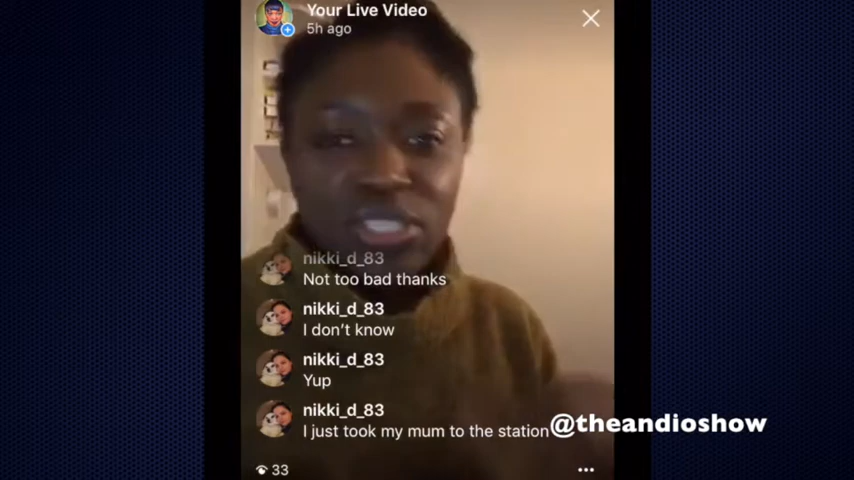 Your Live Video
5h ago
nikki_d_83
Not too bad thanks
nikki_d_83
I don't know
nikki_d_83
Yup
nikki_d_83
I just took my mum to the station
@theandioshow
33